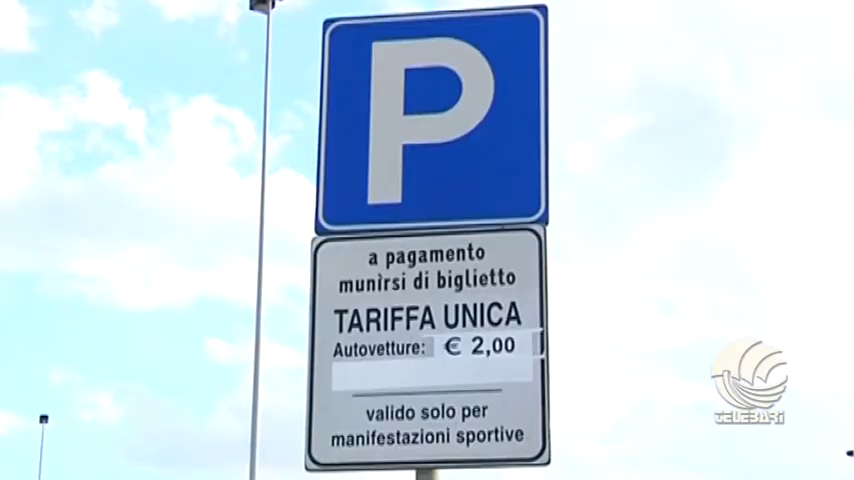 P
a pagamento
munirsi di biglietto
TARIFFA UNICA
Autovetture: € 2,00
valido solo per
manifestazioni sportive
TELEBARI